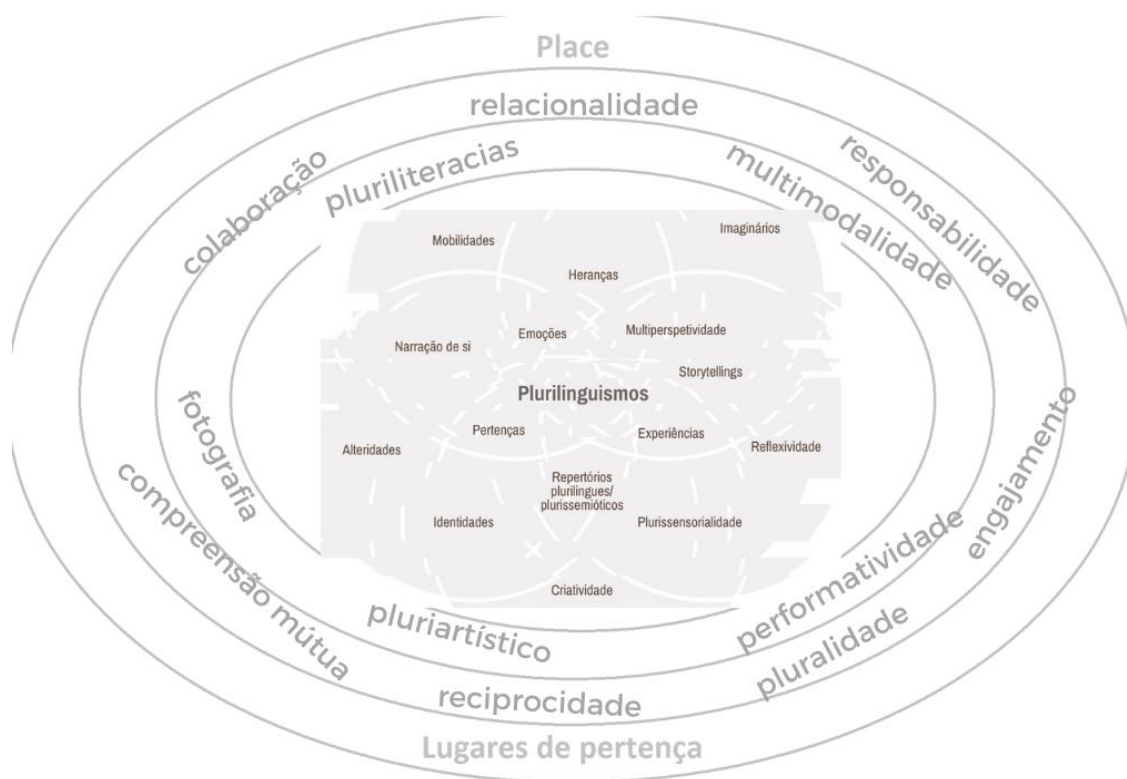 Place
relacionalidade
responsabilidade
colaboração
pluriliteracias
multimodalidade
Mobilidades
Imaginários
Heranças
Emoções
Multiperspetividade
Narração de si
Storytellings
Plurilinguismos
Pertenças
Experiências
Alteridades
Reflexividade
Repertórios
plurilingues/
plurissemióticos
Identidades
Plurissensorialidade
Criatividade
fotografia
engajamento
compreensão mútua
performatividade
pluriartístico
pluralidade
reciprocidade
Lugares de pertença